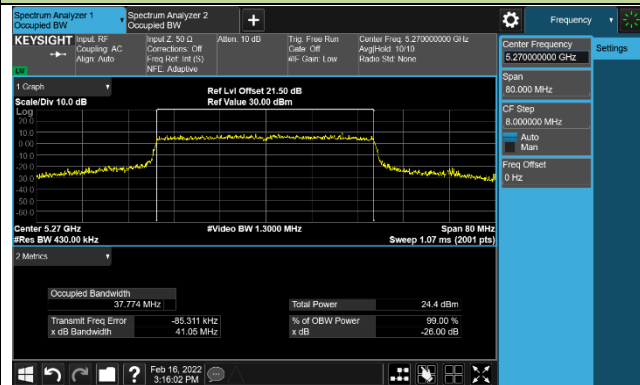 Spectrum Analyzer 1
Occupied BW
Spectrum Analyzer 2
Occupied BW
+
Frequency
KEYSIGHT
Input: RF
Coupling: AC
Align: Auto
Input Z: 50 Ω
Corrections: Off
Freq Ref: Int (S)
NFE: Adaptive
Atten: 10 dB
Trig: Free Run
Gate: Off
#IF Gain: Low
Center Freq: 5.270000000 GHz
Avg|Hold: 10/10
Radio Std: None
LW
Center Frequency
5.270000000 GHz
Settings
Span
80.000 MHz
CF Step
8.000000 MHz
Auto
Man
Freq Offset
0 Hz
1 Graph
Ref Lvl Offset 21.50 dB
Scale/Div 10.0 dB
Ref Value 30.00 dBm
Log
20.0
10.0
0.00
-10.0
-20.0
-30.0
-40.0
-50.0
-60.0
Center 5.27 GHz
#Video BW 1.3000 MHz
Span 80 MHz
#Res BW 430.00 kHz
Sweep 1.07 ms (2001 pts)
2 Metrics
Occupied Bandwidth
37.774 MHz
Total Power
24.4 dBm
Transmit Freq Error
-85.311 kHz
% of OBW Power
99.00 %
x dB Bandwidth
41.05 MHz
x dB
-26.00 dB
?
Feb 16, 2022
3:16:02 PM